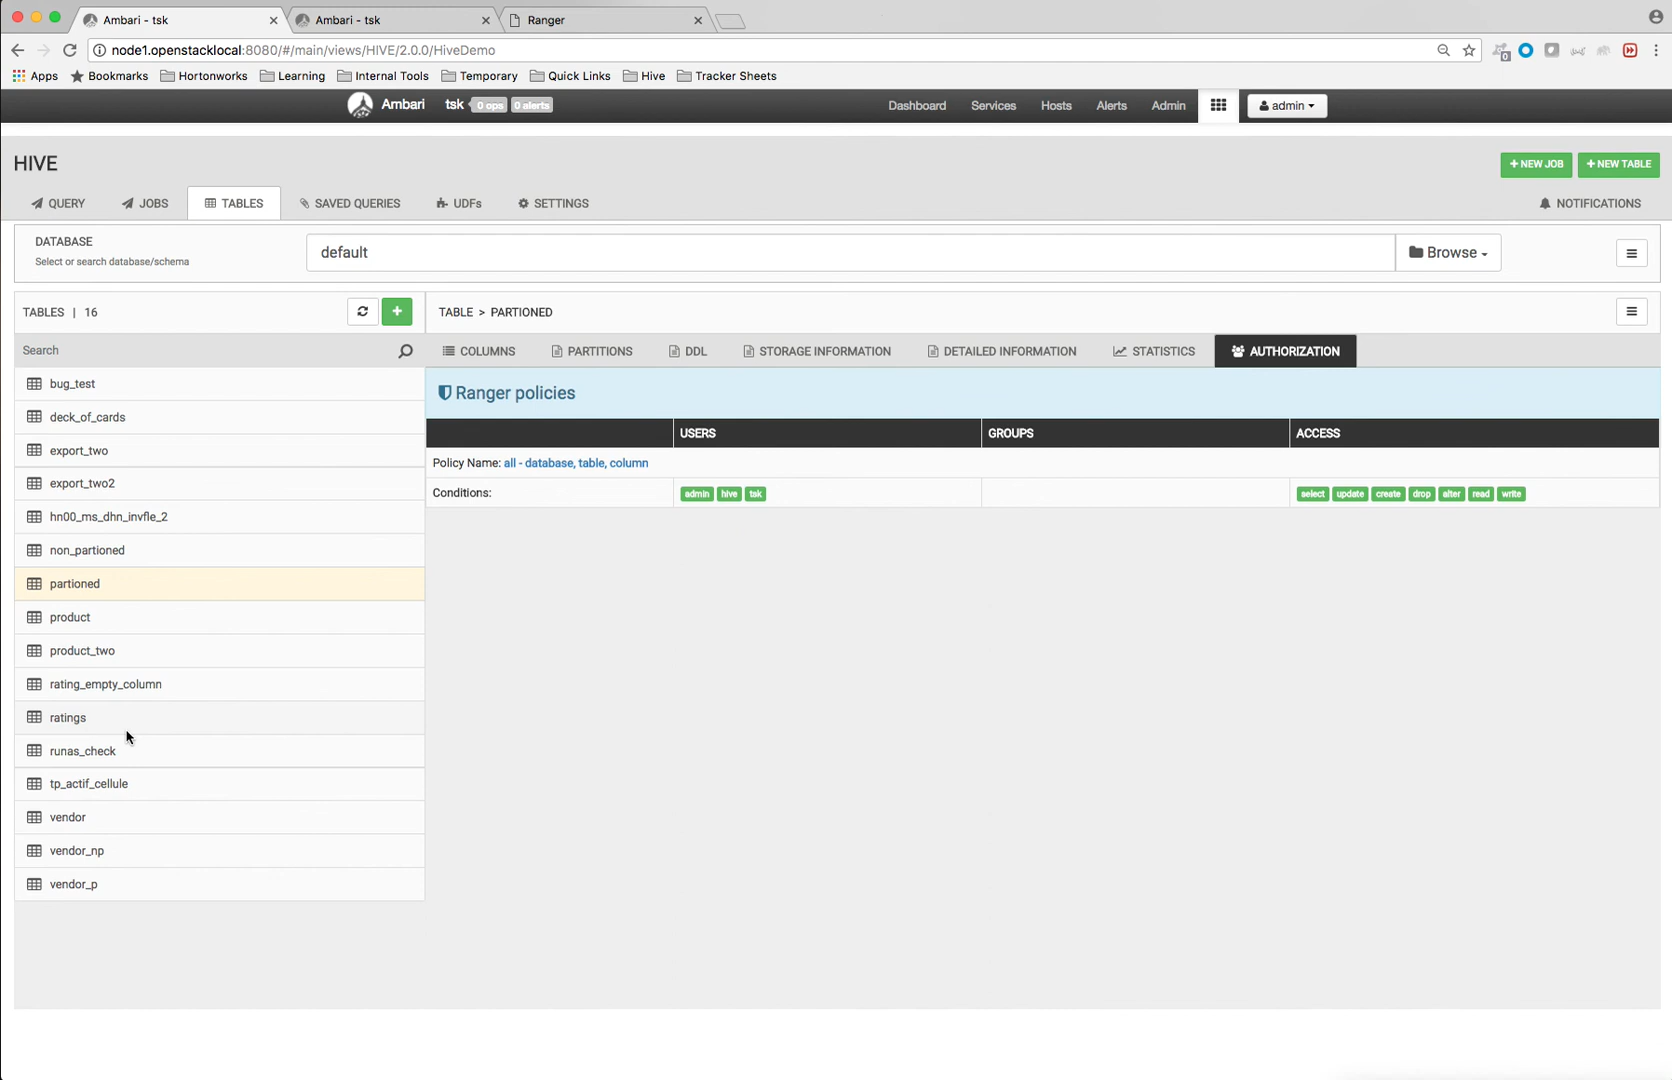 Ambari - tsk
Ambari - tsk
Ranger
node1.openstacklocal:8080/#/main/views/HIVE/2.0.0/HiveDemo
0
Apps Bookmarks Hortonworks Learning Internal Tools Temporary Quick Links Hive Tracker Sheets
Ambari tsk 0 ops 0 alerts Dashboard Services Hosts Alerts Admin admin
HIVE
+ NEW JOB + NEW TABLE
QUERY JOBS TABLES SAVED QUERIES UDFs SETTINGS NOTIFICATIONS
DATABASE
Select or search database/schema
default
Browse
TABLES | 16
TABLE > PARTIONED
Search
COLUMNS PARTITIONS DDL STORAGE INFORMATION DETAILED INFORMATION STATISTICS AUTHORIZATION
bug_test
deck_of_cards
export_two
export_two2
hn00_ms_dhn_invfle_2
non_partioned
partioned
product
product_two
rating_empty_column
ratings
runas_check
tp_actif_cellule
vendor
vendor_np
vendor_p
Ranger policies
USERS GROUPS ACCESS
Policy Name: all - database, table, column
Conditions: admin hive tsk select update create drop alter read write